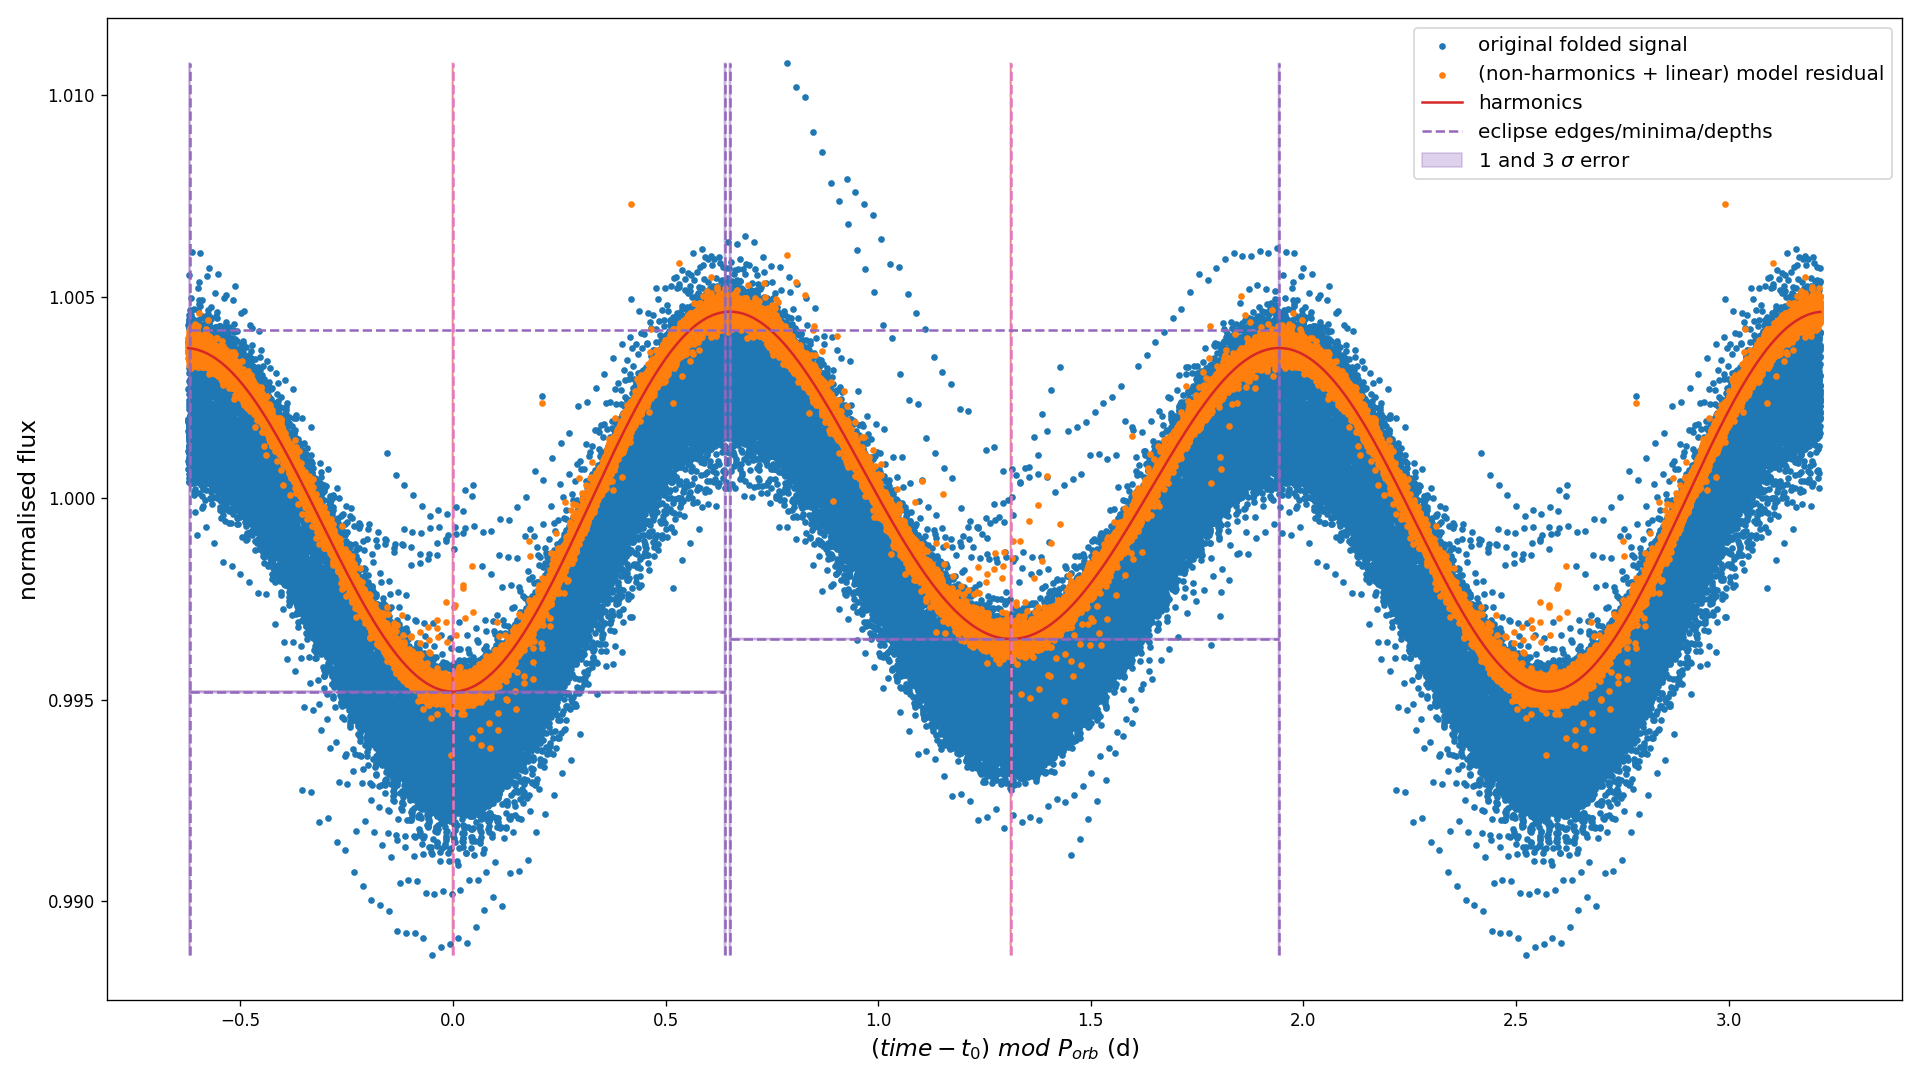 original folded signal
(non-harmonics + linear) model residual
harmonics
eclipse edges/minima/depths
1 and 3 σ error
normalised flux
1.010
1.005
1.000
0.995
0.990
−0.5 0.0 0.5 1.0 1.5 2.0 2.5 3.0
(time − t₀) mod P_orb (d)